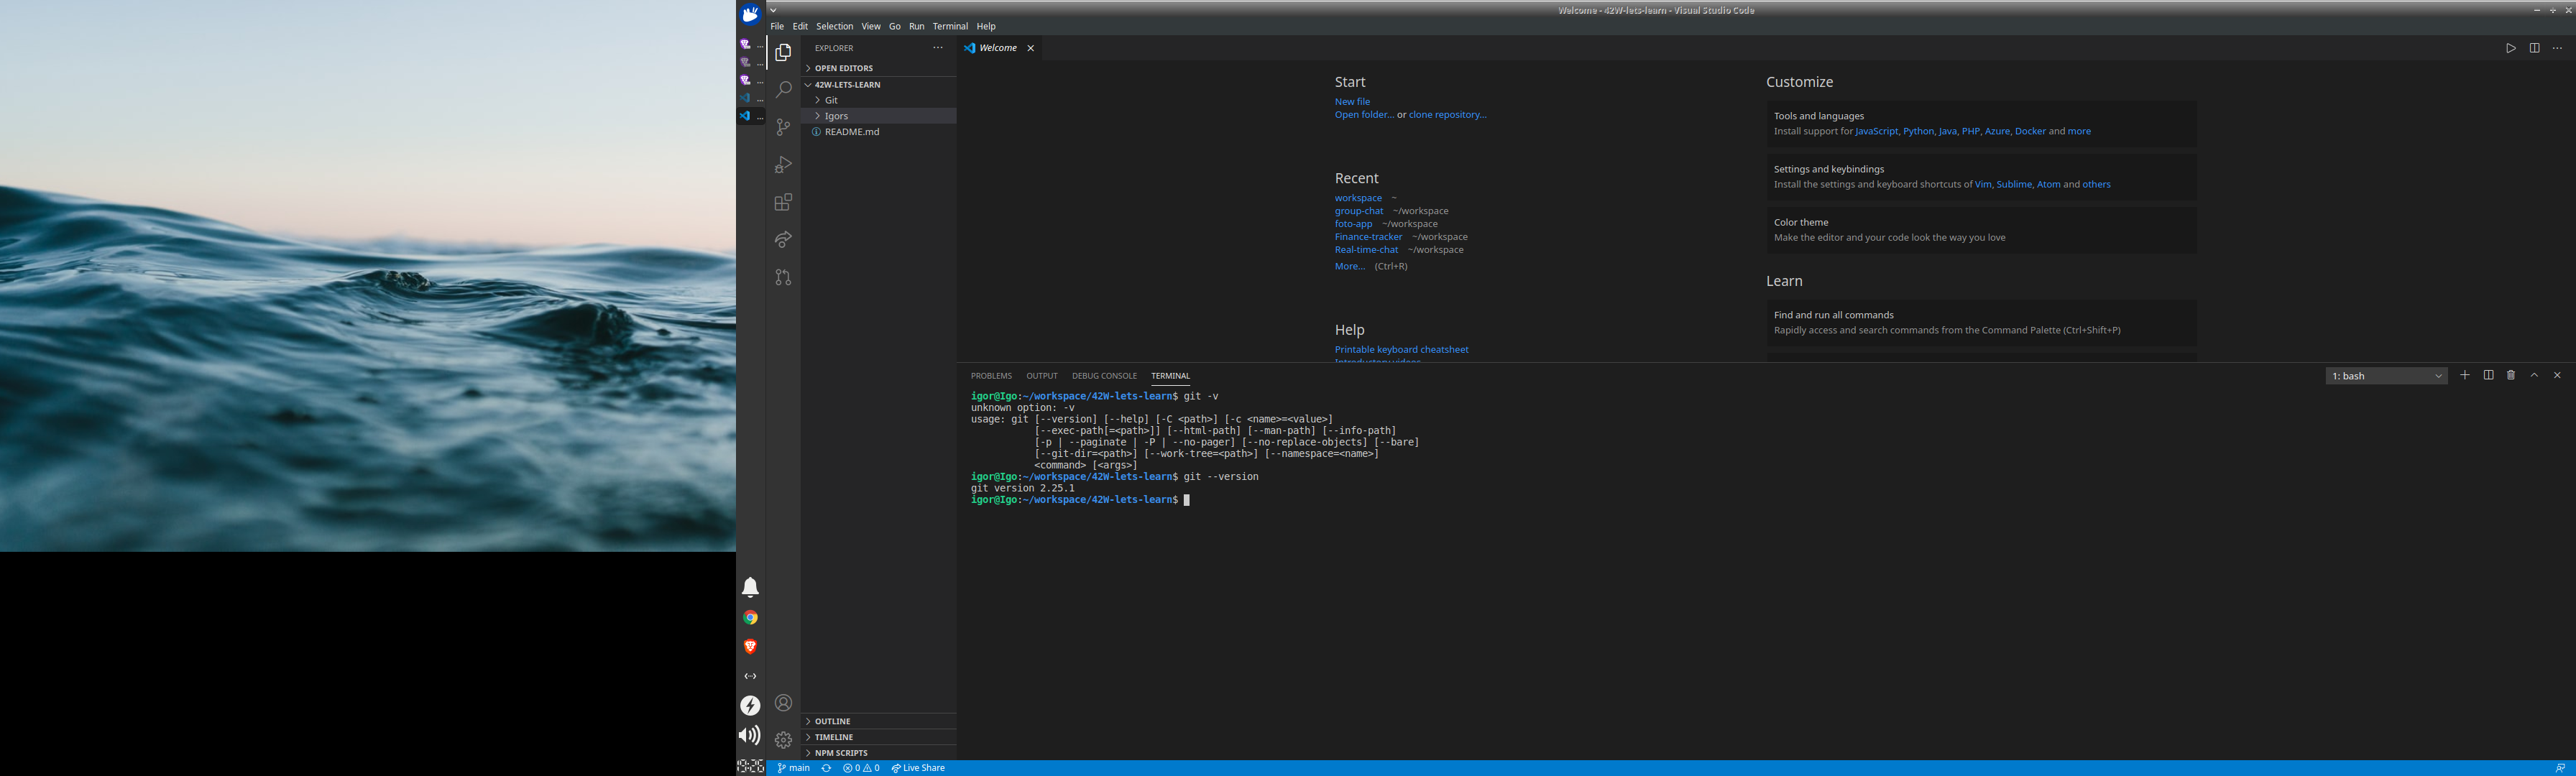 Welcome - 42W-lets-learn - Visual Studio Code
File Edit Selection View Go Run Terminal Help
EXPLORER
OPEN EDITORS
42W-LETS-LEARN
Git
Igors
README.md
OUTLINE
TIMELINE
NPM SCRIPTS
Welcome
Start
New file
Open folder... or clone repository...
Recent
workspace ~
group-chat ~/workspace
foto-app ~/workspace
Finance-tracker ~/workspace
Real-time-chat ~/workspace
More... (Ctrl+R)
Help
Printable keyboard cheatsheet
Introductory videos
Customize
Tools and languages
Install support for JavaScript, Python, Java, PHP, Azure, Docker and more
Settings and keybindings
Install the settings and keyboard shortcuts of Vim, Sublime, Atom and others
Color theme
Make the editor and your code look the way you love
Learn
Find and run all commands
Rapidly access and search commands from the Command Palette (Ctrl+Shift+P)
PROBLEMS OUTPUT DEBUG CONSOLE TERMINAL
1: bash
igor@Igo:~/workspace/42W-lets-learn$ git -v
unknown option: -v
usage: git [--version] [--help] [-C <path>] [-c <name>=<value>]
[--exec-path[=<path>]] [--html-path] [--man-path] [--info-path]
[-p | --paginate | -P | --no-pager] [--no-replace-objects] [--bare]
[--git-dir=<path>] [--work-tree=<path>] [--namespace=<name>]
<command> [<args>]
igor@Igo:~/workspace/42W-lets-learn$ git --version
git version 2.25.1
igor@Igo:~/workspace/42W-lets-learn$
main 0 0 Live Share